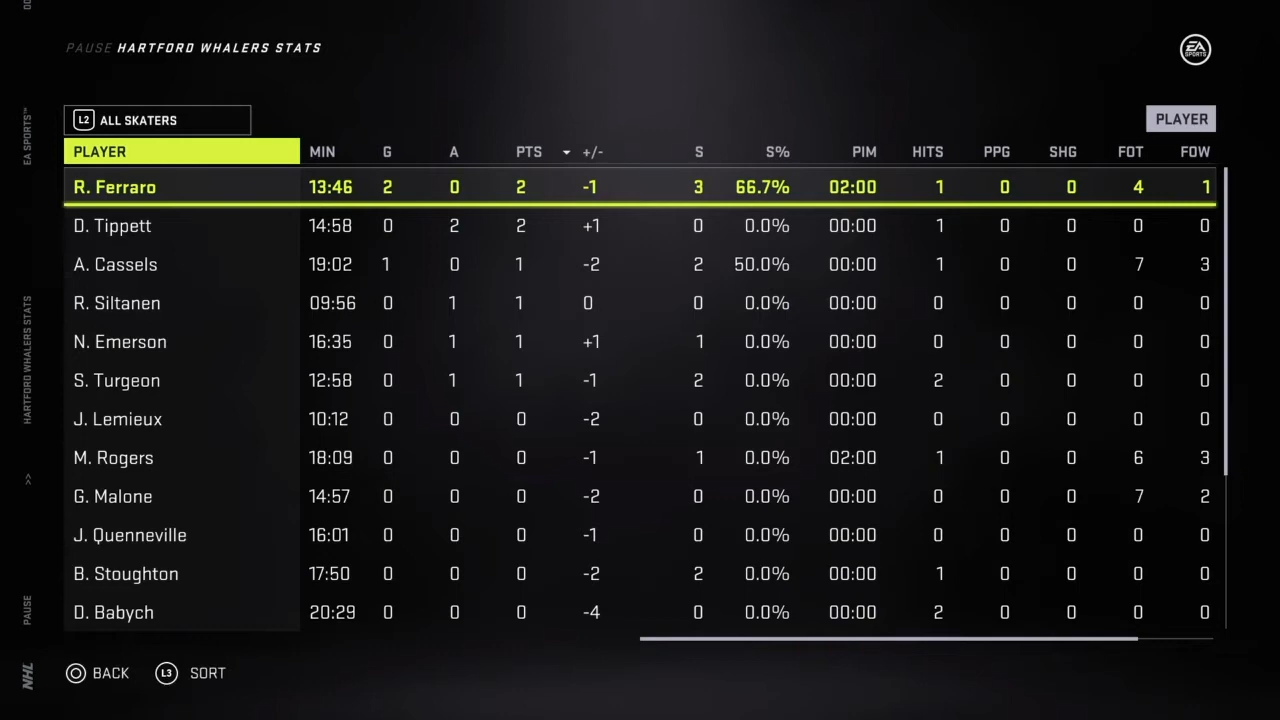 PAUSE HARTFORD WHALERS STATS
EA SPORTS
L2 ALL SKATERS
PLAYER
PLAYER MIN G A PTS +/- S S% PIM HITS PPG SHG FOT FOW
R. Ferraro 13:46 2 0 2 -1 3 66.7% 02:00 1 0 0 4 1
D. Tippett 14:58 0 2 2 +1 0 0.0% 00:00 1 0 0 0 0
A. Cassels 19:02 1 0 1 -2 2 50.0% 00:00 1 0 0 7 3
R. Siltanen 09:56 0 1 1 0 0 0.0% 00:00 0 0 0 0 0
N. Emerson 16:35 0 1 1 +1 1 0.0% 00:00 0 0 0 0 0
S. Turgeon 12:58 0 1 1 -1 2 0.0% 00:00 2 0 0 0 0
J. Lemieux 10:12 0 0 0 -2 0 0.0% 00:00 0 0 0 0 0
M. Rogers 18:09 0 0 0 -1 1 0.0% 02:00 1 0 0 6 3
G. Malone 14:57 0 0 0 -2 0 0.0% 00:00 0 0 0 7 2
J. Quenneville 16:01 0 0 0 -1 0 0.0% 00:00 0 0 0 0 0
B. Stoughton 17:50 0 0 0 -2 2 0.0% 00:00 1 0 0 0 0
D. Babych 20:29 0 0 0 -4 0 0.0% 00:00 2 0 0 0 0
BACK L3 SORT
NHL PAUSE >> HARTFORD WHALERS STATS EA SPORTS™